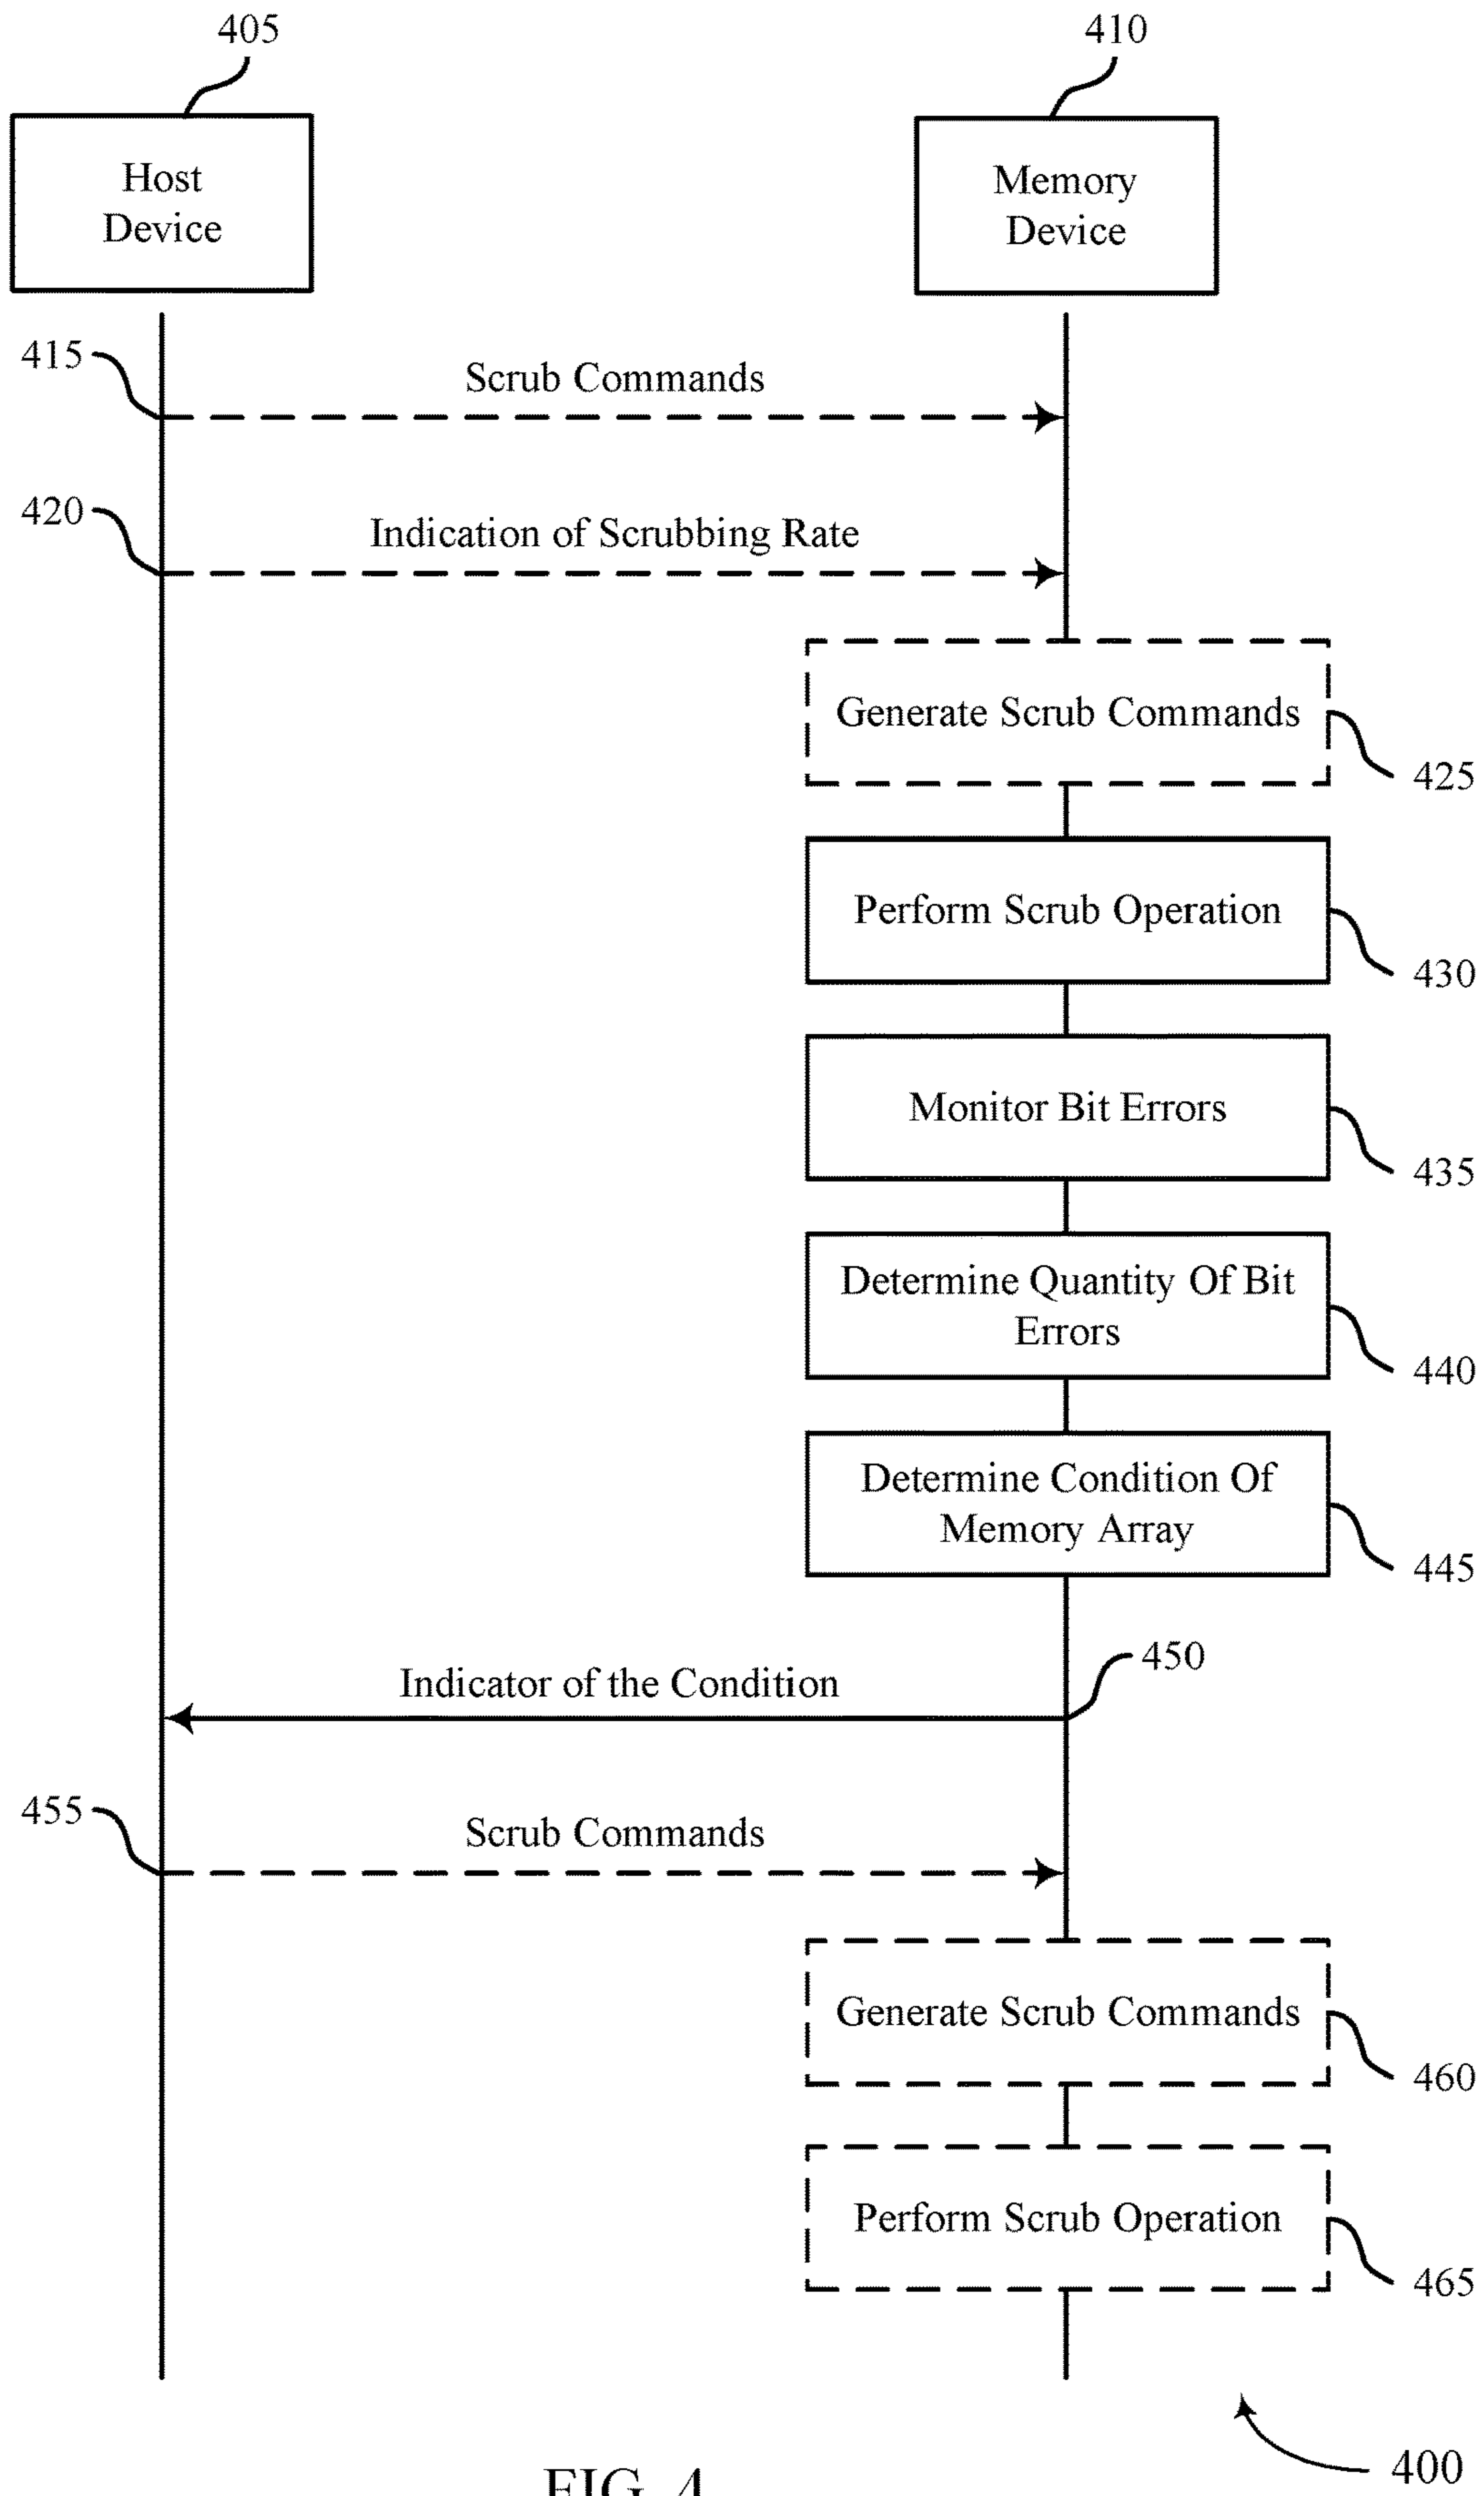 405
410
Host
Device
Memory
Device
415
Scrub Commands
420
Indication of Scrubbing Rate
Generate Scrub Commands
425
Perform Scrub Operation
430
Monitor Bit Errors
435
Determine Quantity Of Bit
Errors
440
Determine Condition Of
Memory Array
445
450
Indicator of the Condition
455
Scrub Commands
Generate Scrub Commands
460
Perform Scrub Operation
465
400
FIG. 4